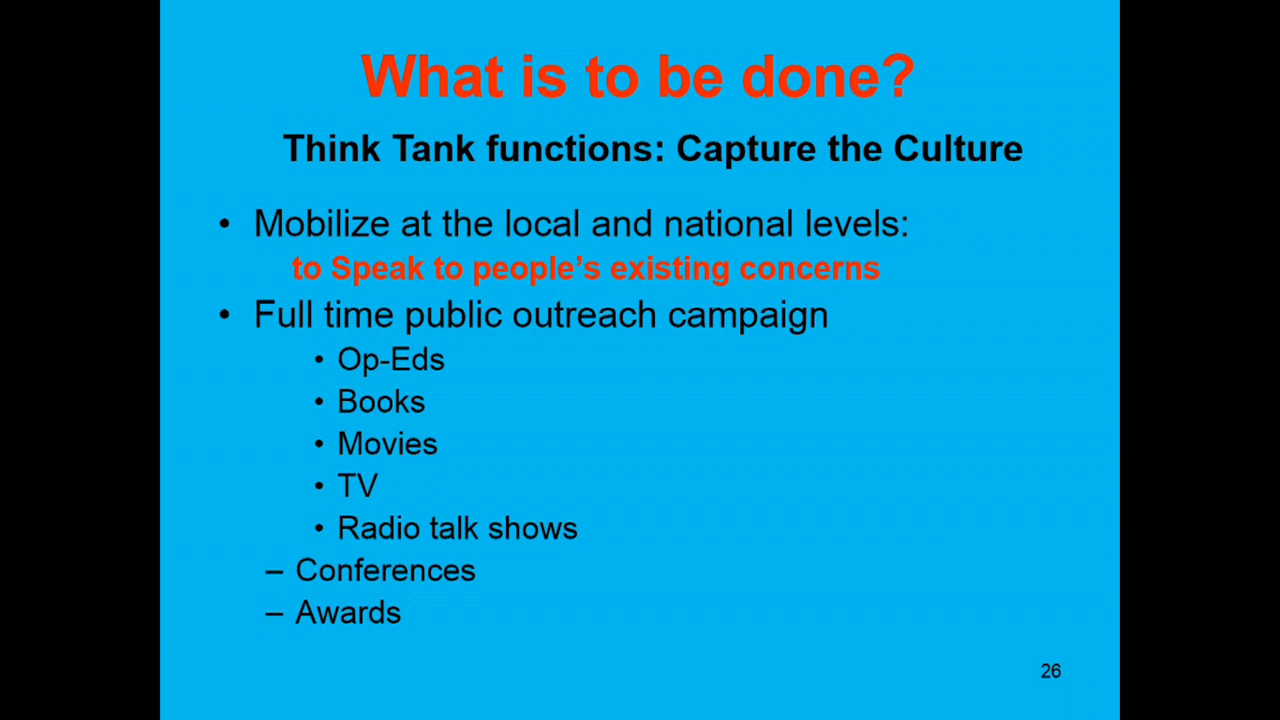 What is to be done?
Think Tank functions: Capture the Culture
• Mobilize at the local and national levels:
to Speak to people’s existing concerns
• Full time public outreach campaign
• Op-Eds
• Books
• Movies
• TV
• Radio talk shows
– Conferences
– Awards
26